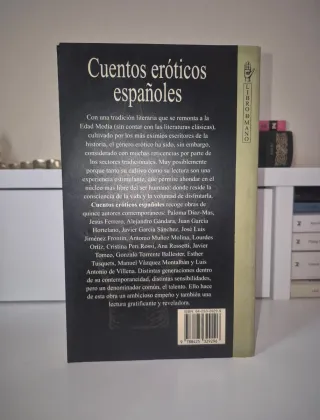 Cuentos eróticos
españoles
LIBRO H MANO
Con una tradición literaria que se remonta a la
Edad Media (sin contar con las literaturas clásicas),
cultivado por los más eximios escritores de la
historia, el género erótico ha sido, sin embargo,
considerado con muchas reticencias por parte de
los sectores tradicionales. Muy posiblemente
porque tanto su cultivo como su lectura son una
experiencia estimulante, que permite ahondar en el
núcleo más libre del ser humano: donde reside la
consciencia de la vida y la voluntad de disfrutarla.
Cuentos eróticos españoles recoge obras de
quince autores contemporáneos: Paloma Díaz-Mas,
Jesús Ferrero, Alejandro Gándara, Juan García
Hortelano, Javier García Sánchez, José Luis
Jiménez Frontín, Antonio Muñoz Molina, Lourdes
Ortiz, Cristina Peri Rossi, Ana Rossetti, Javier
Tomeo, Gonzalo Torrente Ballester, Esther
Tusquets, Manuel Vázquez Montalbán y Luis
Antonio de Villena. Distintas generaciones dentro
de su contemporaneidad, distintas sensibilidades,
pero un denominador común, el talento. Ello hace
de esta obra un ambicioso empeño y también una
lectura gratificante y reveladora.